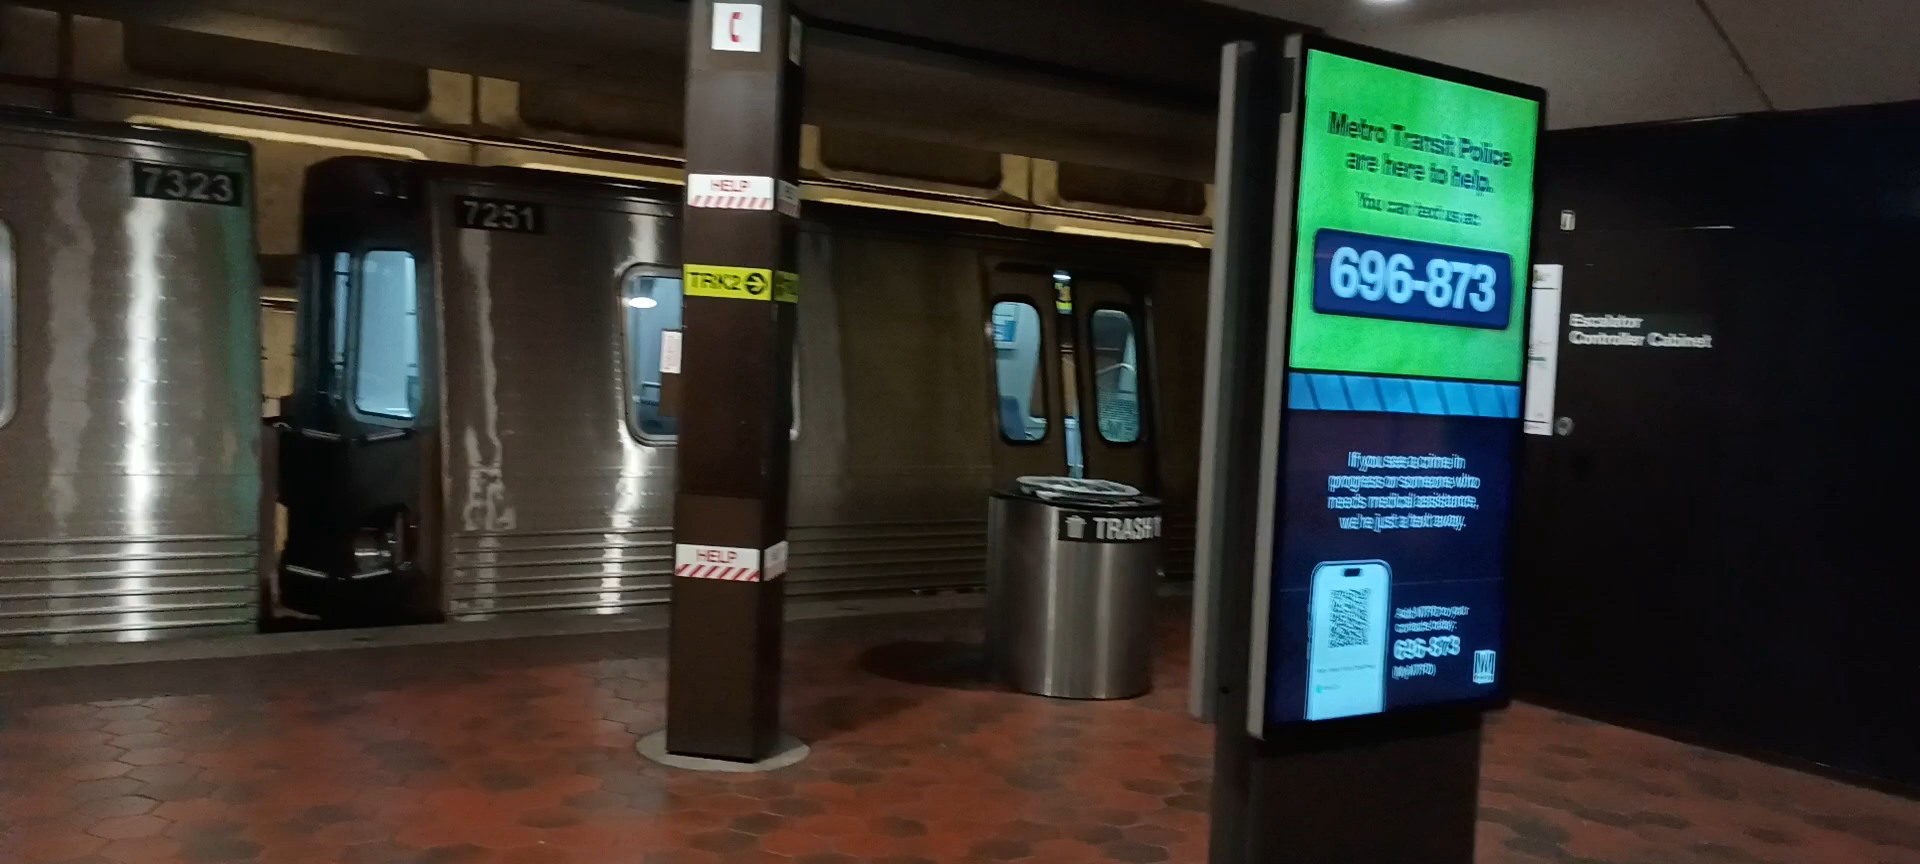 7323
7251
HELP
TRK2
HELP
TRASH
Metro Transit Police
are here to help.
You can text us at:
696-873
If you see a crime in
progress or someone who
needs medical assistance,
we're just a text away.
696-873
(MyMTPD)
Escalator
Controller Cabinet